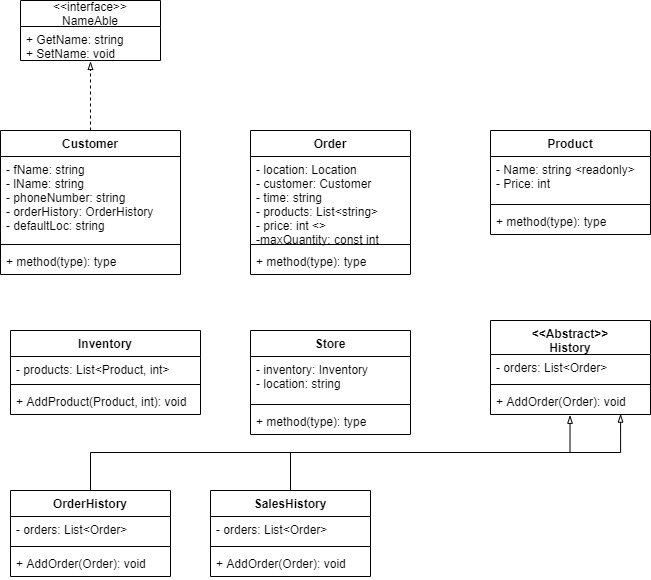 <<interface>>
NameAble
+ GetName: string
+ SetName: void
Customer
- fName: string
- lName: string
- phoneNumber: string
- orderHistory: OrderHistory
- defaultLoc: string
+ method(type): type
Order
- location: Location
- customer: Customer
- time: string
- products: List<string>
- price: int <>
-maxQuantity: const int
+ method(type): type
Product
- Name: string <readonly>
- Price: int
+ method(type): type
Inventory
- products: List<Product, int>
+ AddProduct(Product, int): void
Store
- inventory: Inventory
- location: string
+ method(type): type
<<Abstract>>
History
- orders: List<Order>
+ AddOrder(Order): void
OrderHistory
- orders: List<Order>
+ AddOrder(Order): void
SalesHistory
- orders: List<Order>
+ AddOrder(Order): void